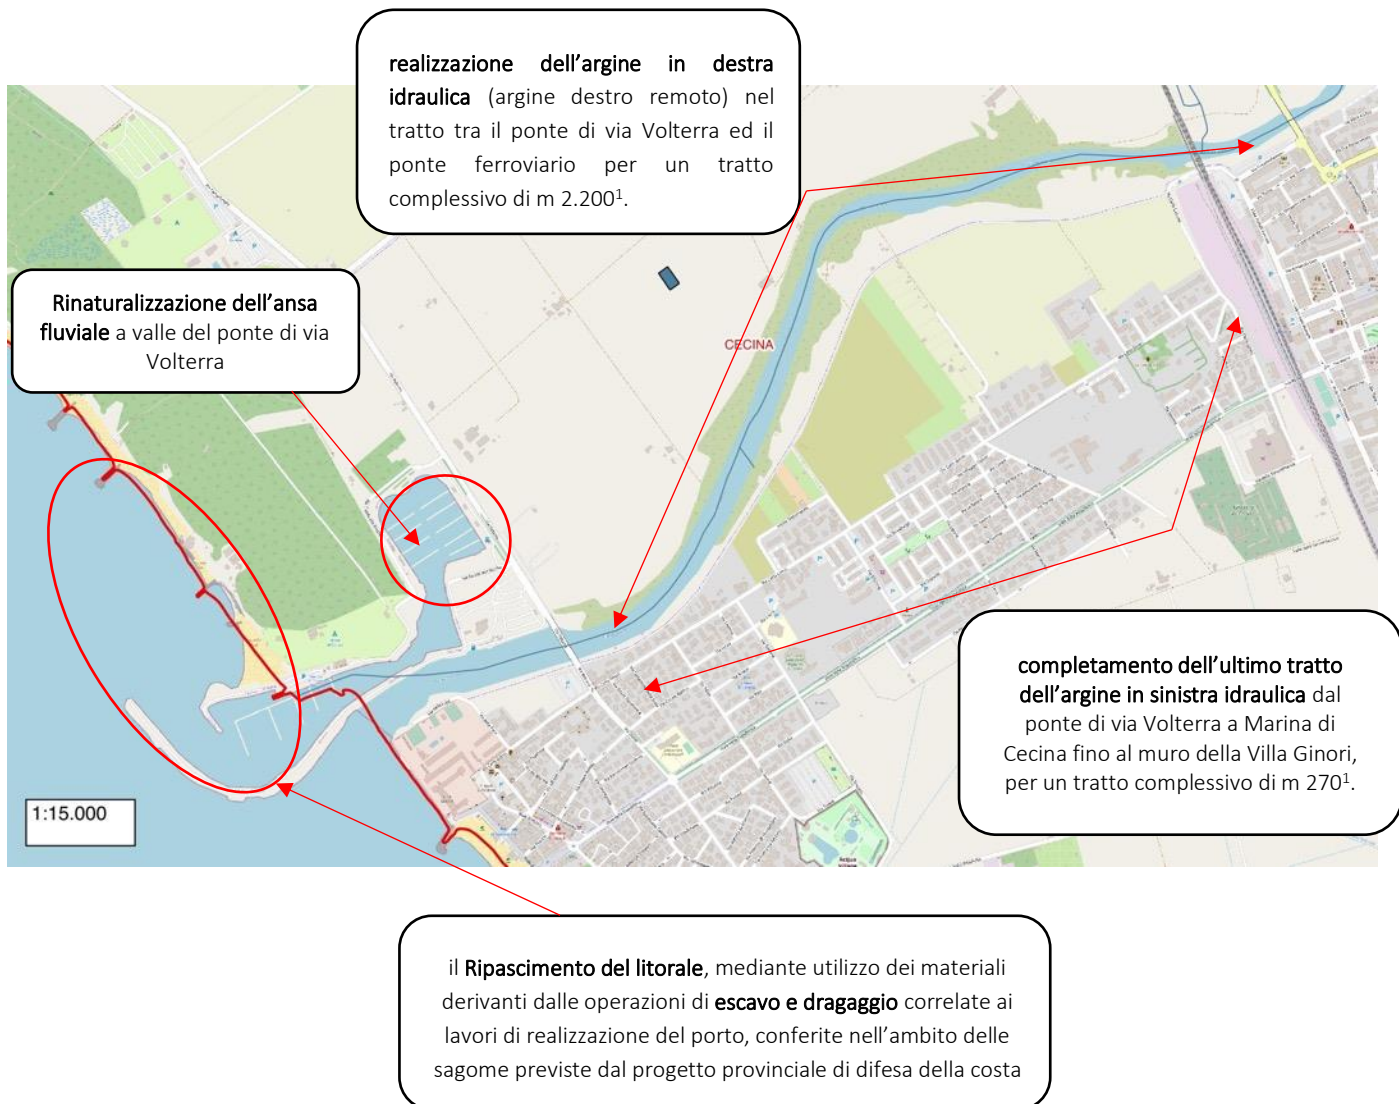 realizzazione dell’argine in destra
idraulica (argine destro remoto) nel
tratto tra il ponte di via Volterra ed il
ponte ferroviario per un tratto
complessivo di m 2.200¹.
Rinaturalizzazione dell’ansa
fluviale a valle del ponte di via
Volterra
CECINA
completamento dell’ultimo tratto
dell’argine in sinistra idraulica dal
ponte di via Volterra a Marina di
Cecina fino al muro della Villa Ginori,
per un tratto complessivo di m 270¹.
1:15.000
il Ripascimento del litorale, mediante utilizzo dei materiali
derivanti dalle operazioni di escavo e dragaggio correlate ai
lavori di realizzazione del porto, conferite nell’ambito delle
sagome previste dal progetto provinciale di difesa della costa